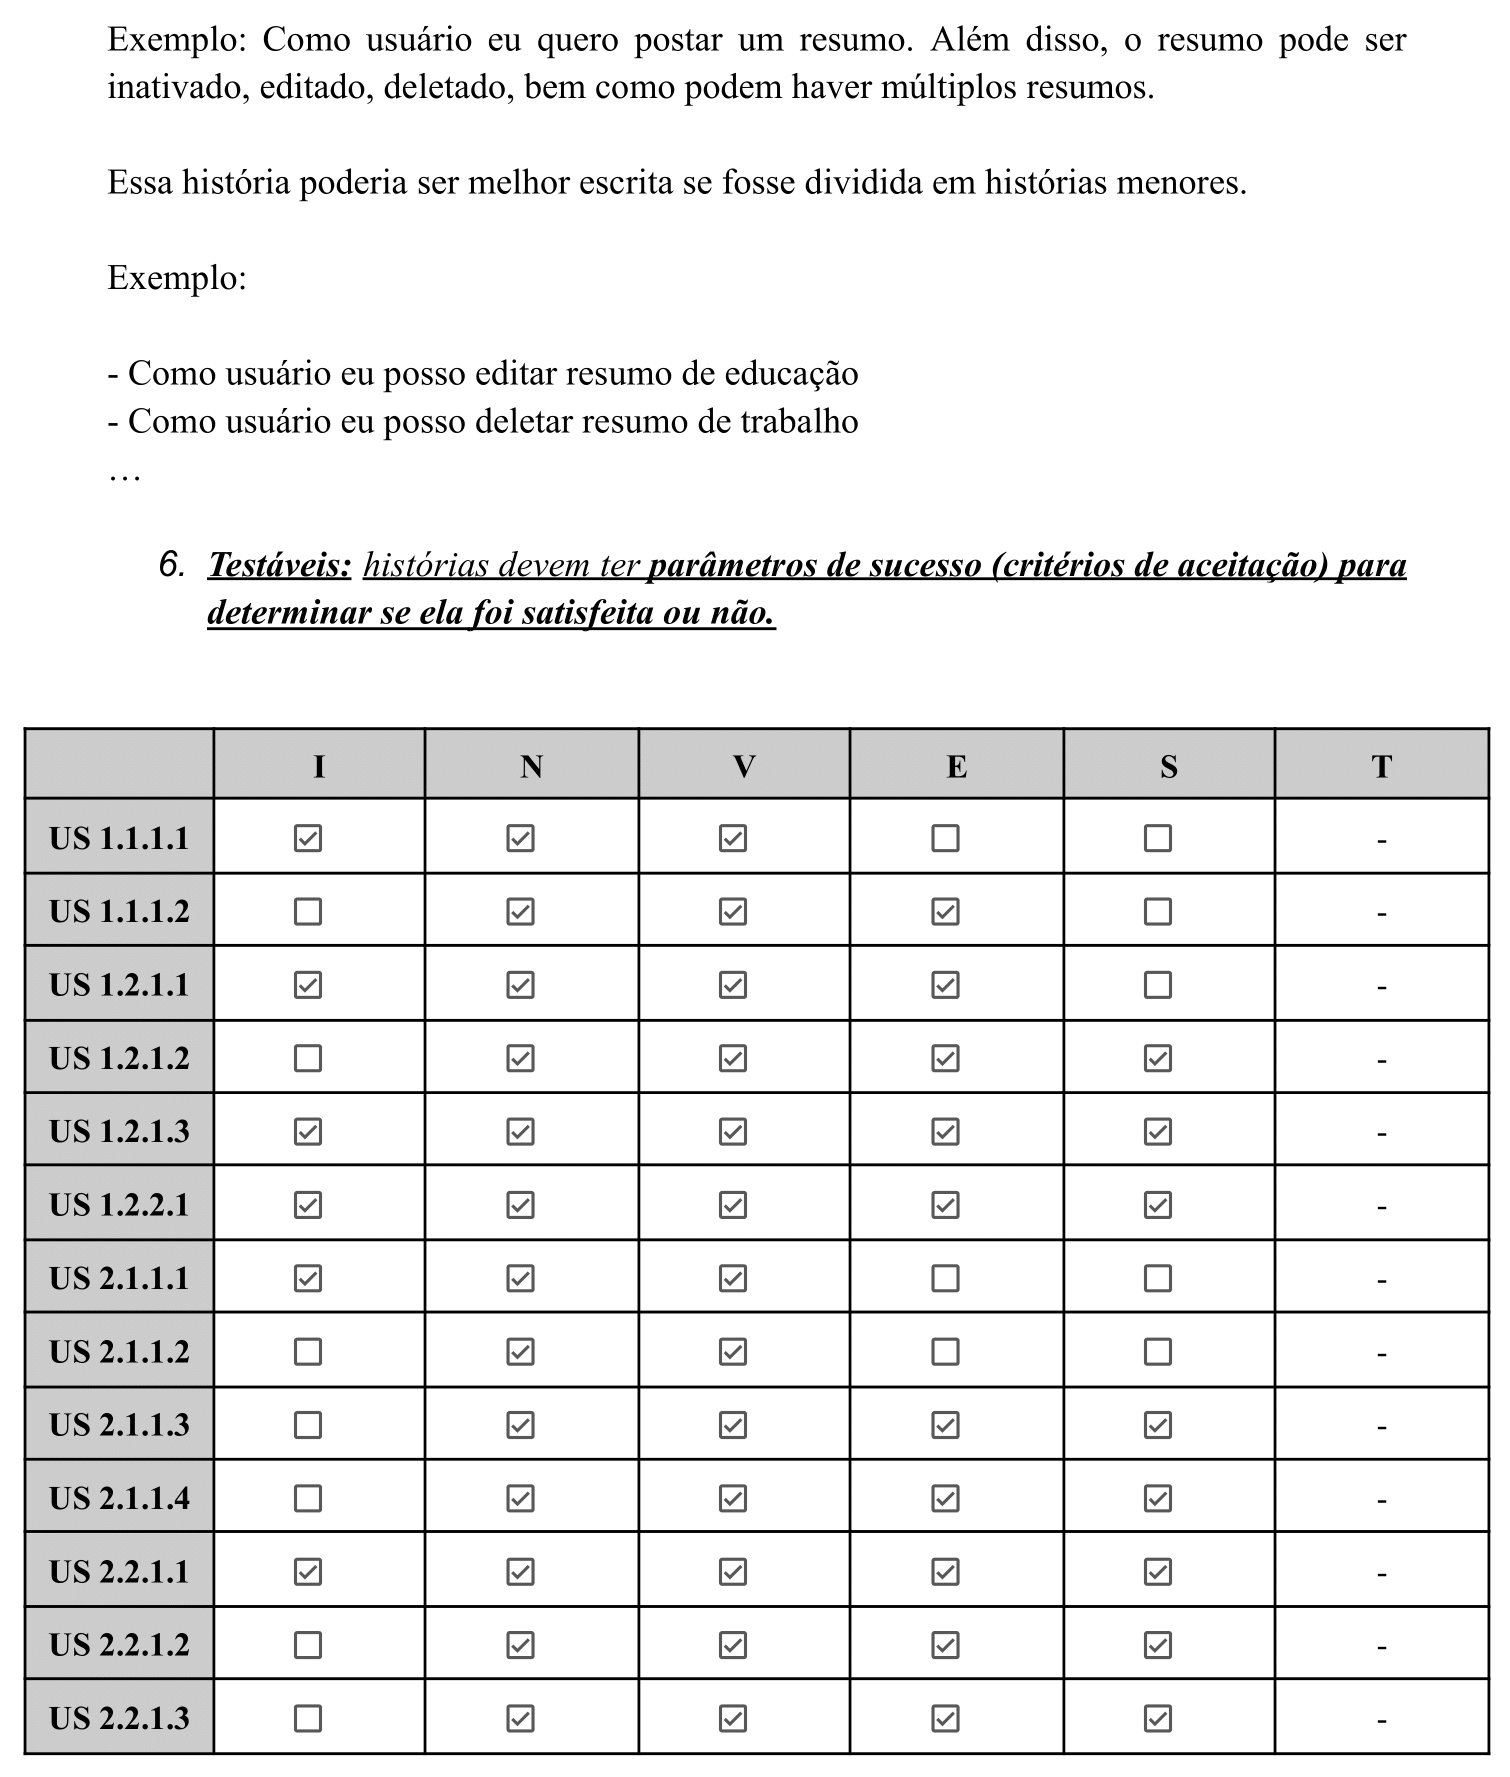 Exemplo: Como usuário eu quero postar um resumo. Além disso, o resumo pode ser
inativado, editado, deletado, bem como podem haver múltiplos resumos.
Essa história poderia ser melhor escrita se fosse dividida em histórias menores.
Exemplo:
- Como usuário eu posso editar resumo de educação
- Como usuário eu posso deletar resumo de trabalho
…
6. Testáveis: histórias devem ter parâmetros de sucesso (critérios de aceitação) para
determinar se ela foi satisfeita ou não.
I N V E S T
US 1.1.1.1 ☑ ☑ ☑ ☐ ☐ -
US 1.1.1.2 ☐ ☑ ☑ ☑ ☐ -
US 1.2.1.1 ☑ ☑ ☑ ☑ ☐ -
US 1.2.1.2 ☐ ☑ ☑ ☑ ☑ -
US 1.2.1.3 ☑ ☑ ☑ ☑ ☑ -
US 1.2.2.1 ☑ ☑ ☑ ☑ ☑ -
US 2.1.1.1 ☑ ☑ ☑ ☐ ☐ -
US 2.1.1.2 ☐ ☑ ☑ ☐ ☐ -
US 2.1.1.3 ☐ ☑ ☑ ☑ ☑ -
US 2.1.1.4 ☐ ☑ ☑ ☑ ☑ -
US 2.2.1.1 ☑ ☑ ☑ ☑ ☑ -
US 2.2.1.2 ☐ ☑ ☑ ☑ ☑ -
US 2.2.1.3 ☐ ☑ ☑ ☑ ☑ -